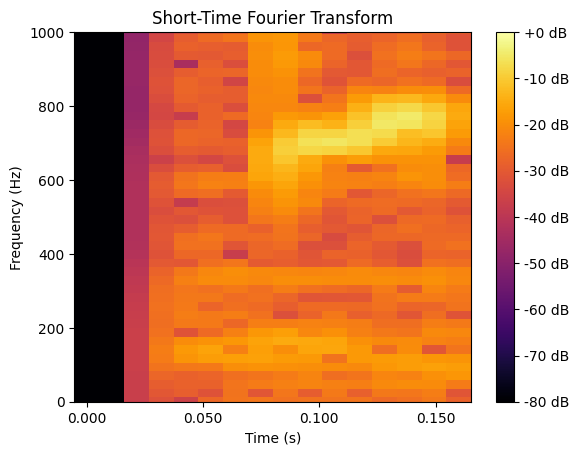 Short-Time Fourier Transform
1000
800
600
400
200
0
Frequency (Hz)
0.000
0.050
0.100
0.150
Time (s)
+0 dB
-10 dB
-20 dB
-30 dB
-40 dB
-50 dB
-60 dB
-70 dB
-80 dB